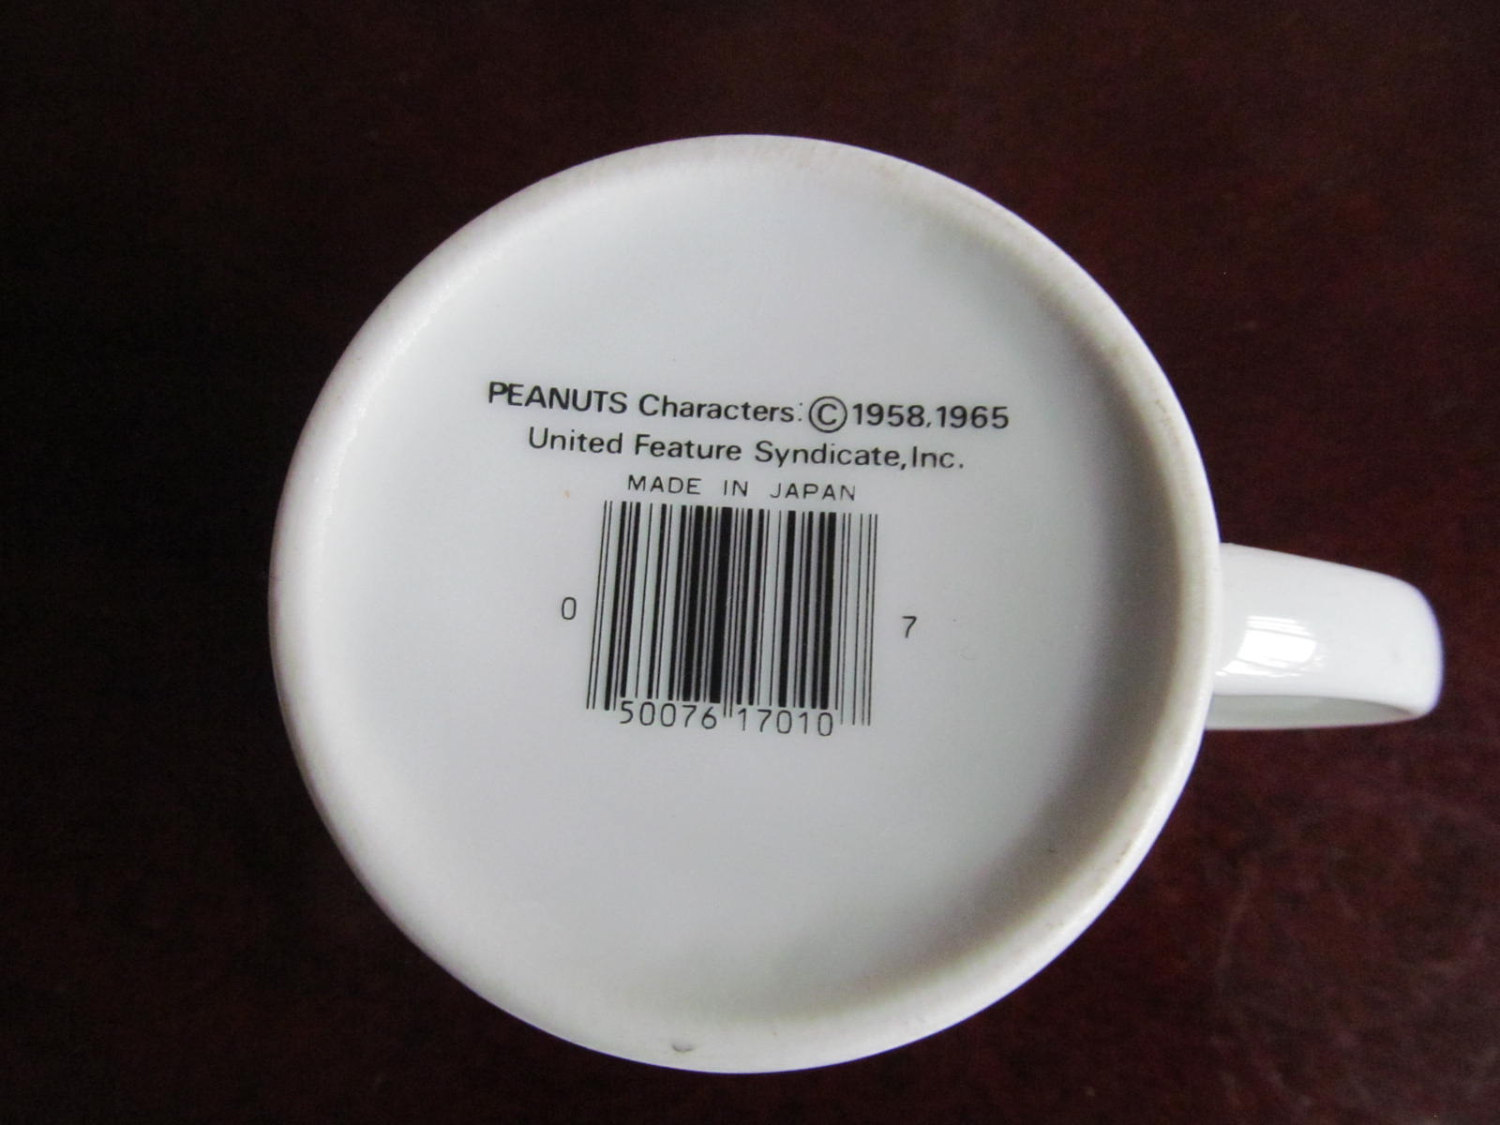 PEANUTS Characters: ©1958,1965
United Feature Syndicate, Inc.
MADE IN JAPAN
0 50076 17010 7